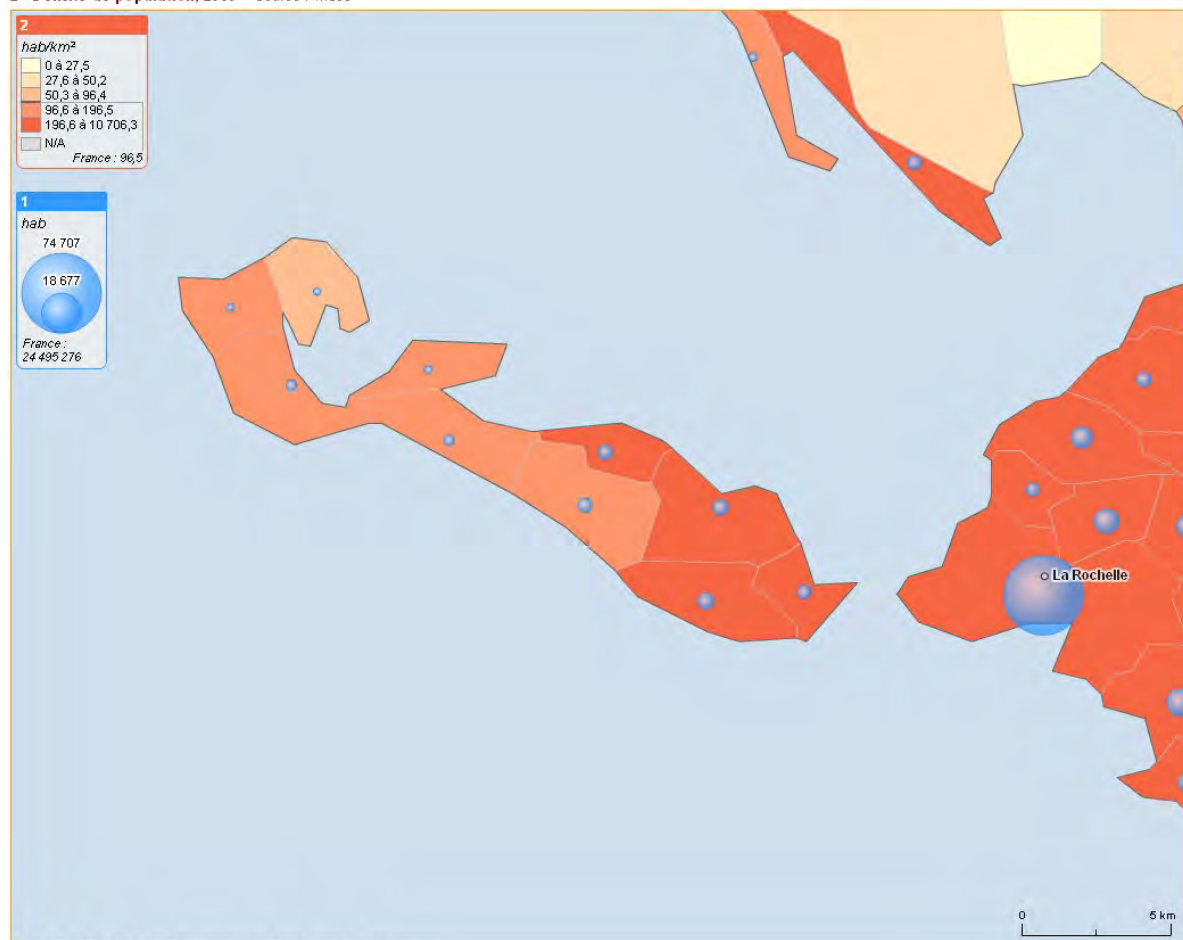 2
hab/km²
0 à 27,5
27,6 à 50,2
50,3 à 96,4
96,6 à 196,5
196,6 à 10 706,3
N/A
France : 96,5
1
hab
74 707
18 677
France :
24 495 276
La Rochelle
0 5 km